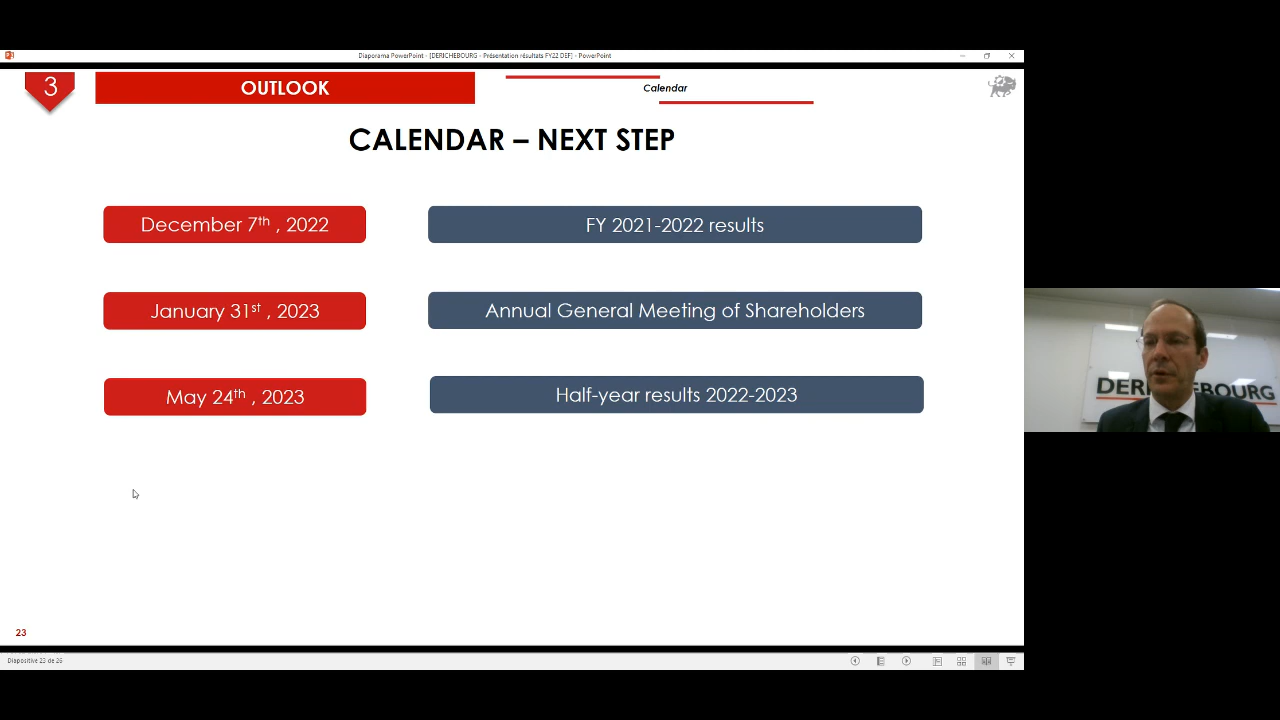 Diaporama PowerPoint - [DERICHEBOURG - Présentation résultats FY22 DEF] - PowerPoint
3
OUTLOOK
Calendar
CALENDAR – NEXT STEP
December 7th , 2022
FY 2021-2022 results
January 31st , 2023
Annual General Meeting of Shareholders
May 24th , 2023
Half-year results 2022-2023
DERICHEBOURG
23
Diapositive 23 de 26